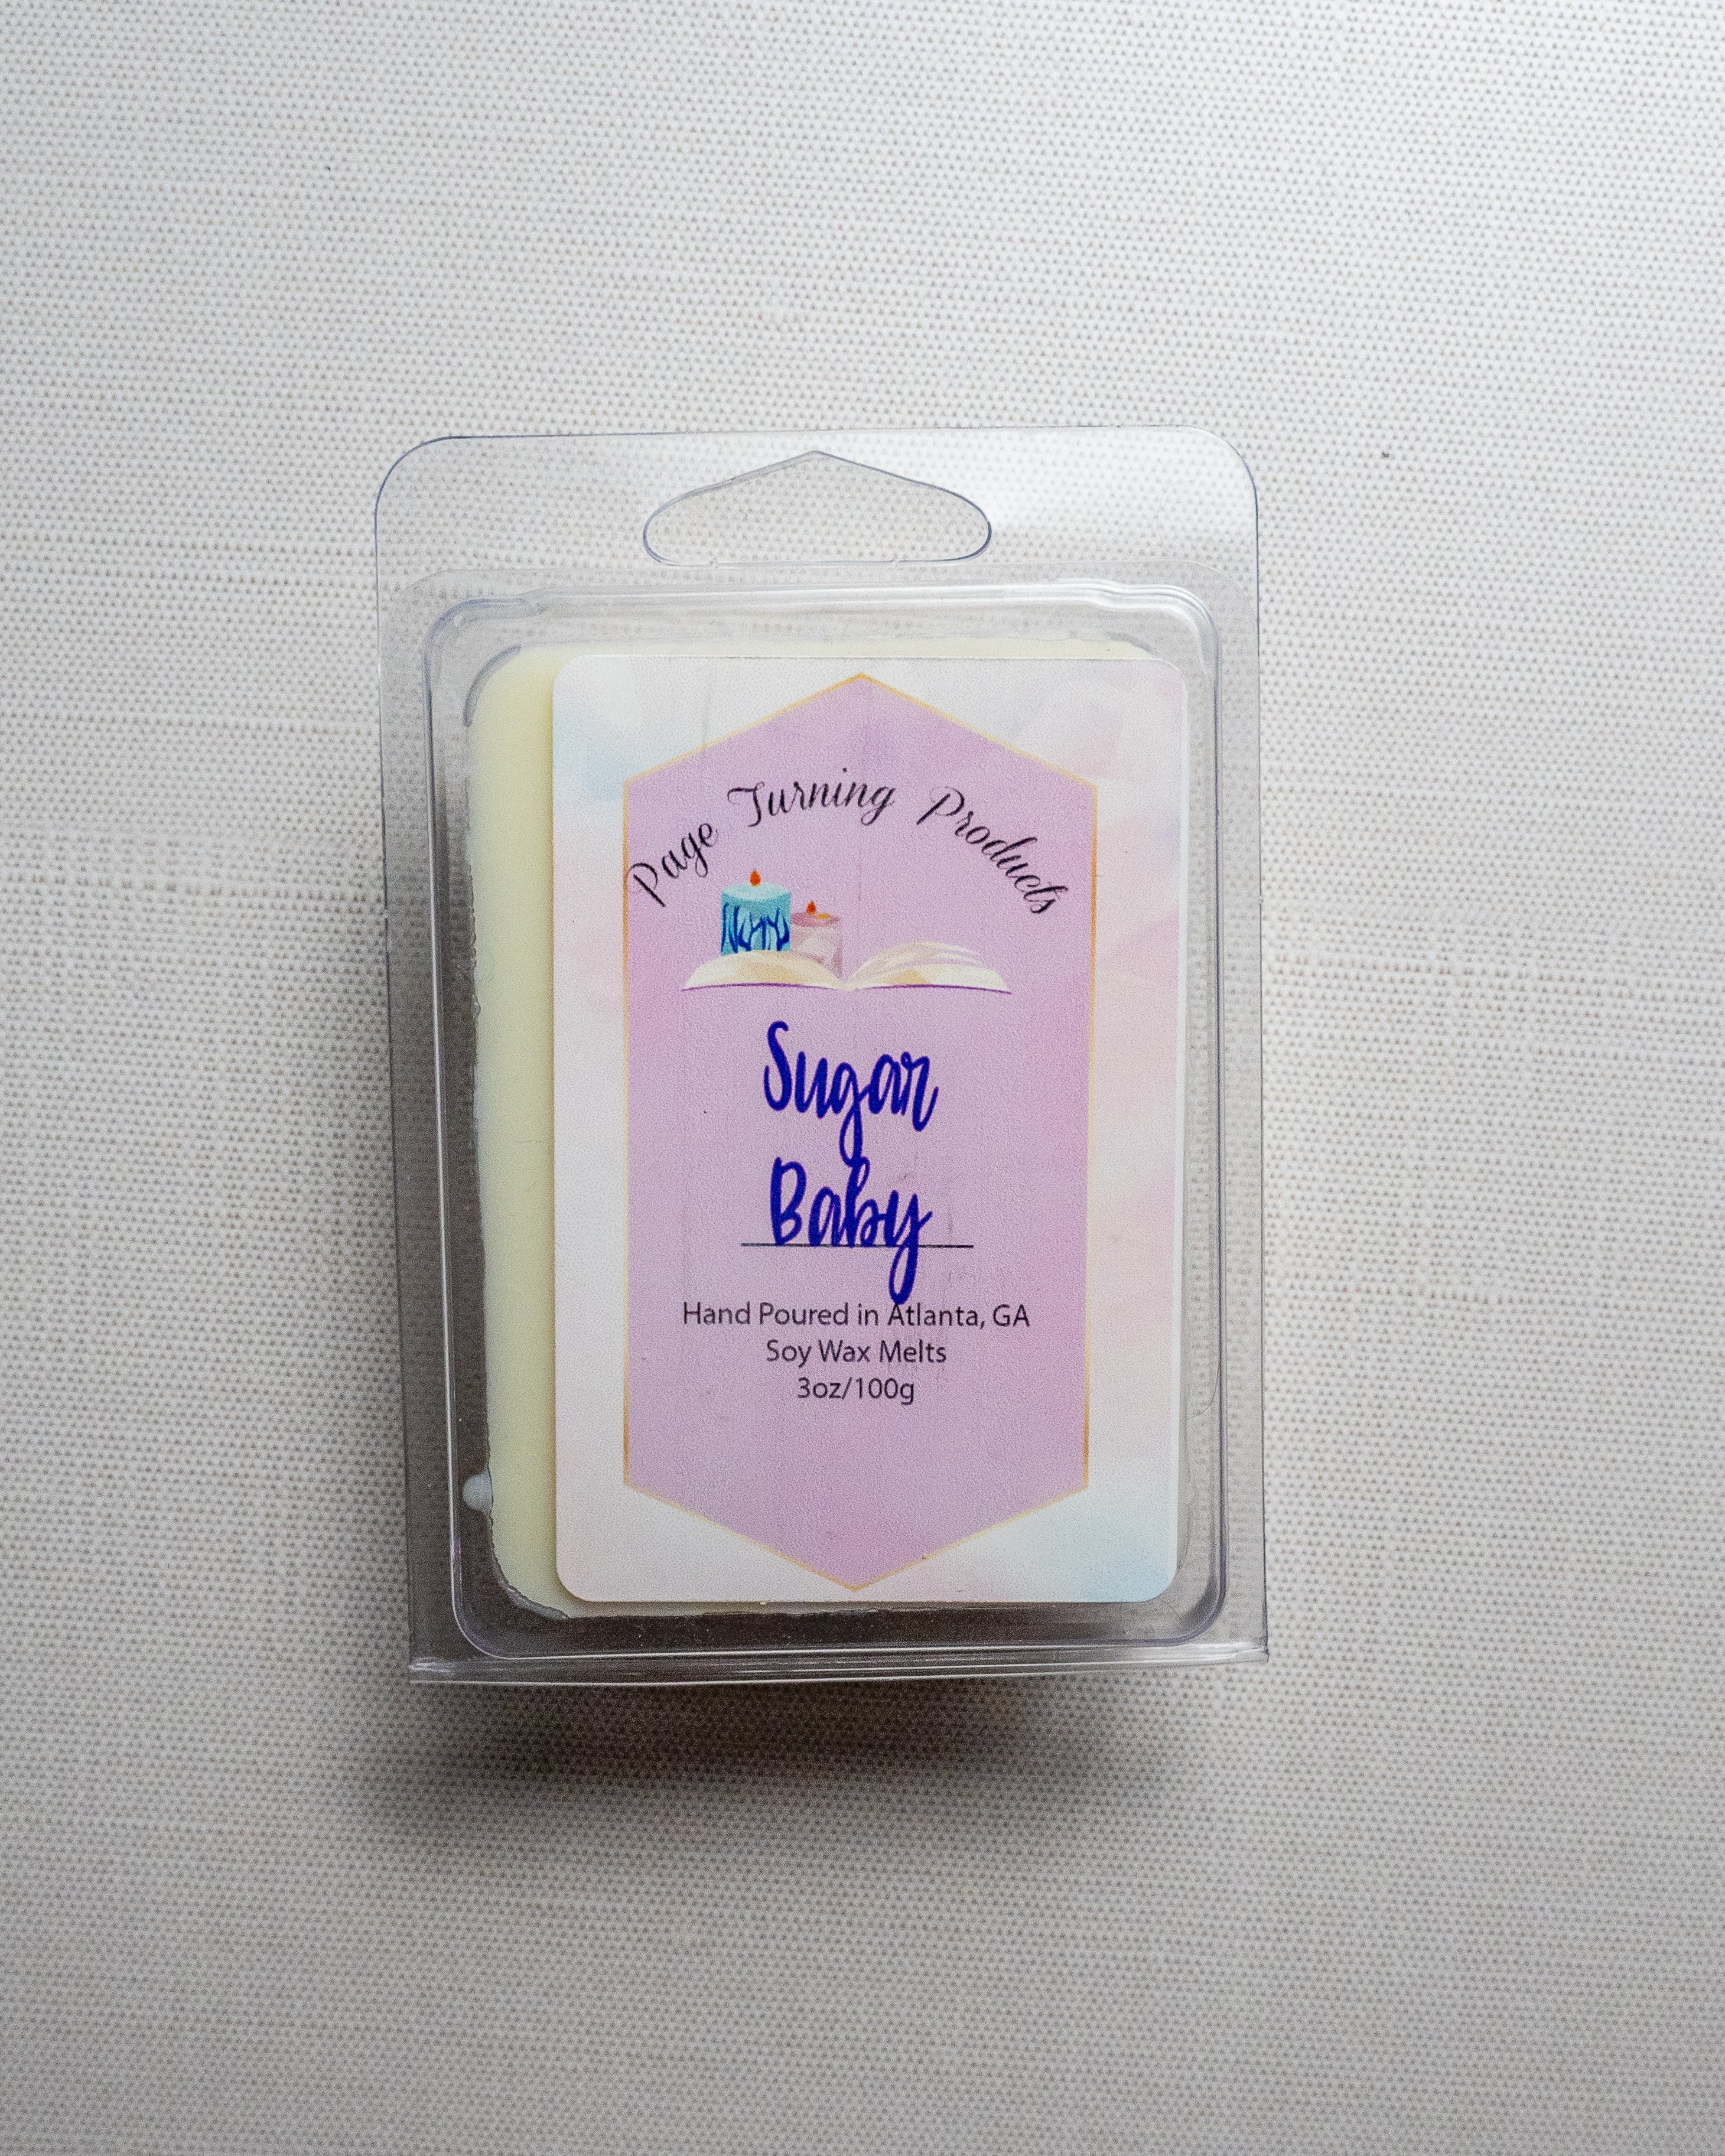 Page Turning Products
Sugar
Baby
Hand Poured in Atlanta, GA
Soy Wax Melts
3oz/100g